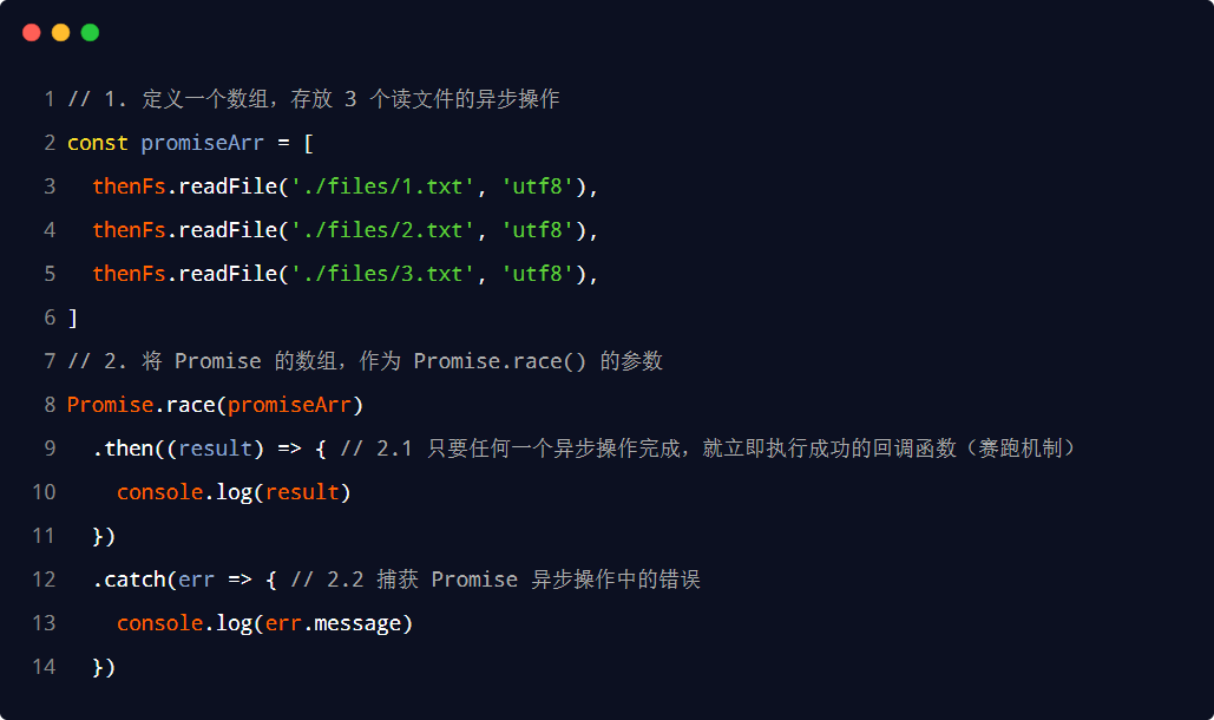 1 // 1. 定义一个数组，存放 3 个读文件的异步操作
2 const promiseArr = [
3   thenFs.readFile('./files/1.txt', 'utf8'),
4   thenFs.readFile('./files/2.txt', 'utf8'),
5   thenFs.readFile('./files/3.txt', 'utf8'),
6 ]
7 // 2. 将 Promise 的数组，作为 Promise.race() 的参数
8 Promise.race(promiseArr)
9   .then((result) => { // 2.1 只要任何一个异步操作完成，就立即执行成功的回调函数（赛跑机制）
10     console.log(result)
11   })
12   .catch(err => { // 2.2 捕获 Promise 异步操作中的错误
13     console.log(err.message)
14   })